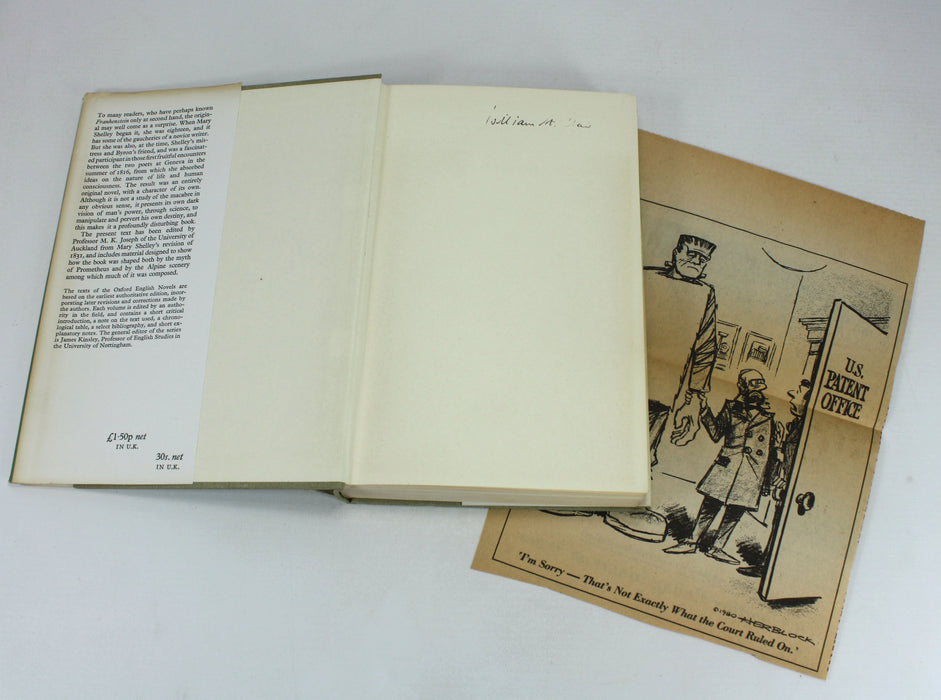 To many readers, who have perhaps known
Frankenstein only at second hand, the origin-
al may well come as a surprise. When Mary
Shelley began it, she was eighteen, and it
has some of the gaucheries of a novice writer.
But she was also, at the time, Shelley's mis-
tress and Byron's friend, and was a fascinat-
ed participant in those first fruitful encounters
between the two poets at Geneva in the
summer of 1816, from which she absorbed
ideas on the nature of life and human
consciousness. The result was an entirely
original novel, with a character of its own.
Although it is not a study of the macabre in
any obvious sense, it presents its own dark
vision of man's power, through science, to
manipulate and pervert his own destiny, and
this makes it a profoundly disturbing book.
The present text has been edited by
Professor M. K. Joseph of the University of
Auckland from Mary Shelley's revision of
1831, and includes material designed to show
how the book was shaped both by the myth
of Prometheus and by the Alpine scenery
among which much of it was composed.
The texts of the Oxford English Novels are
based on the earliest authoritative edition, incor-
porating later revisions and corrections made by
the authors. Each volume is edited by an autho-
rity in the field, and contains a short critical
introduction, a note on the text used, a chrono-
logical table, a select bibliography, and short ex-
planatory notes. The general editor of the series
is James Kinsley, Professor of English Studies in
the University of Nottingham.
£1·50p net
IN U.K.
30s. net
IN U.K.
William
U.S.
PATENT
OFFICE
©1980 HERBLOCK
'I'm Sorry — That's Not Exactly What the Court Ruled On.'